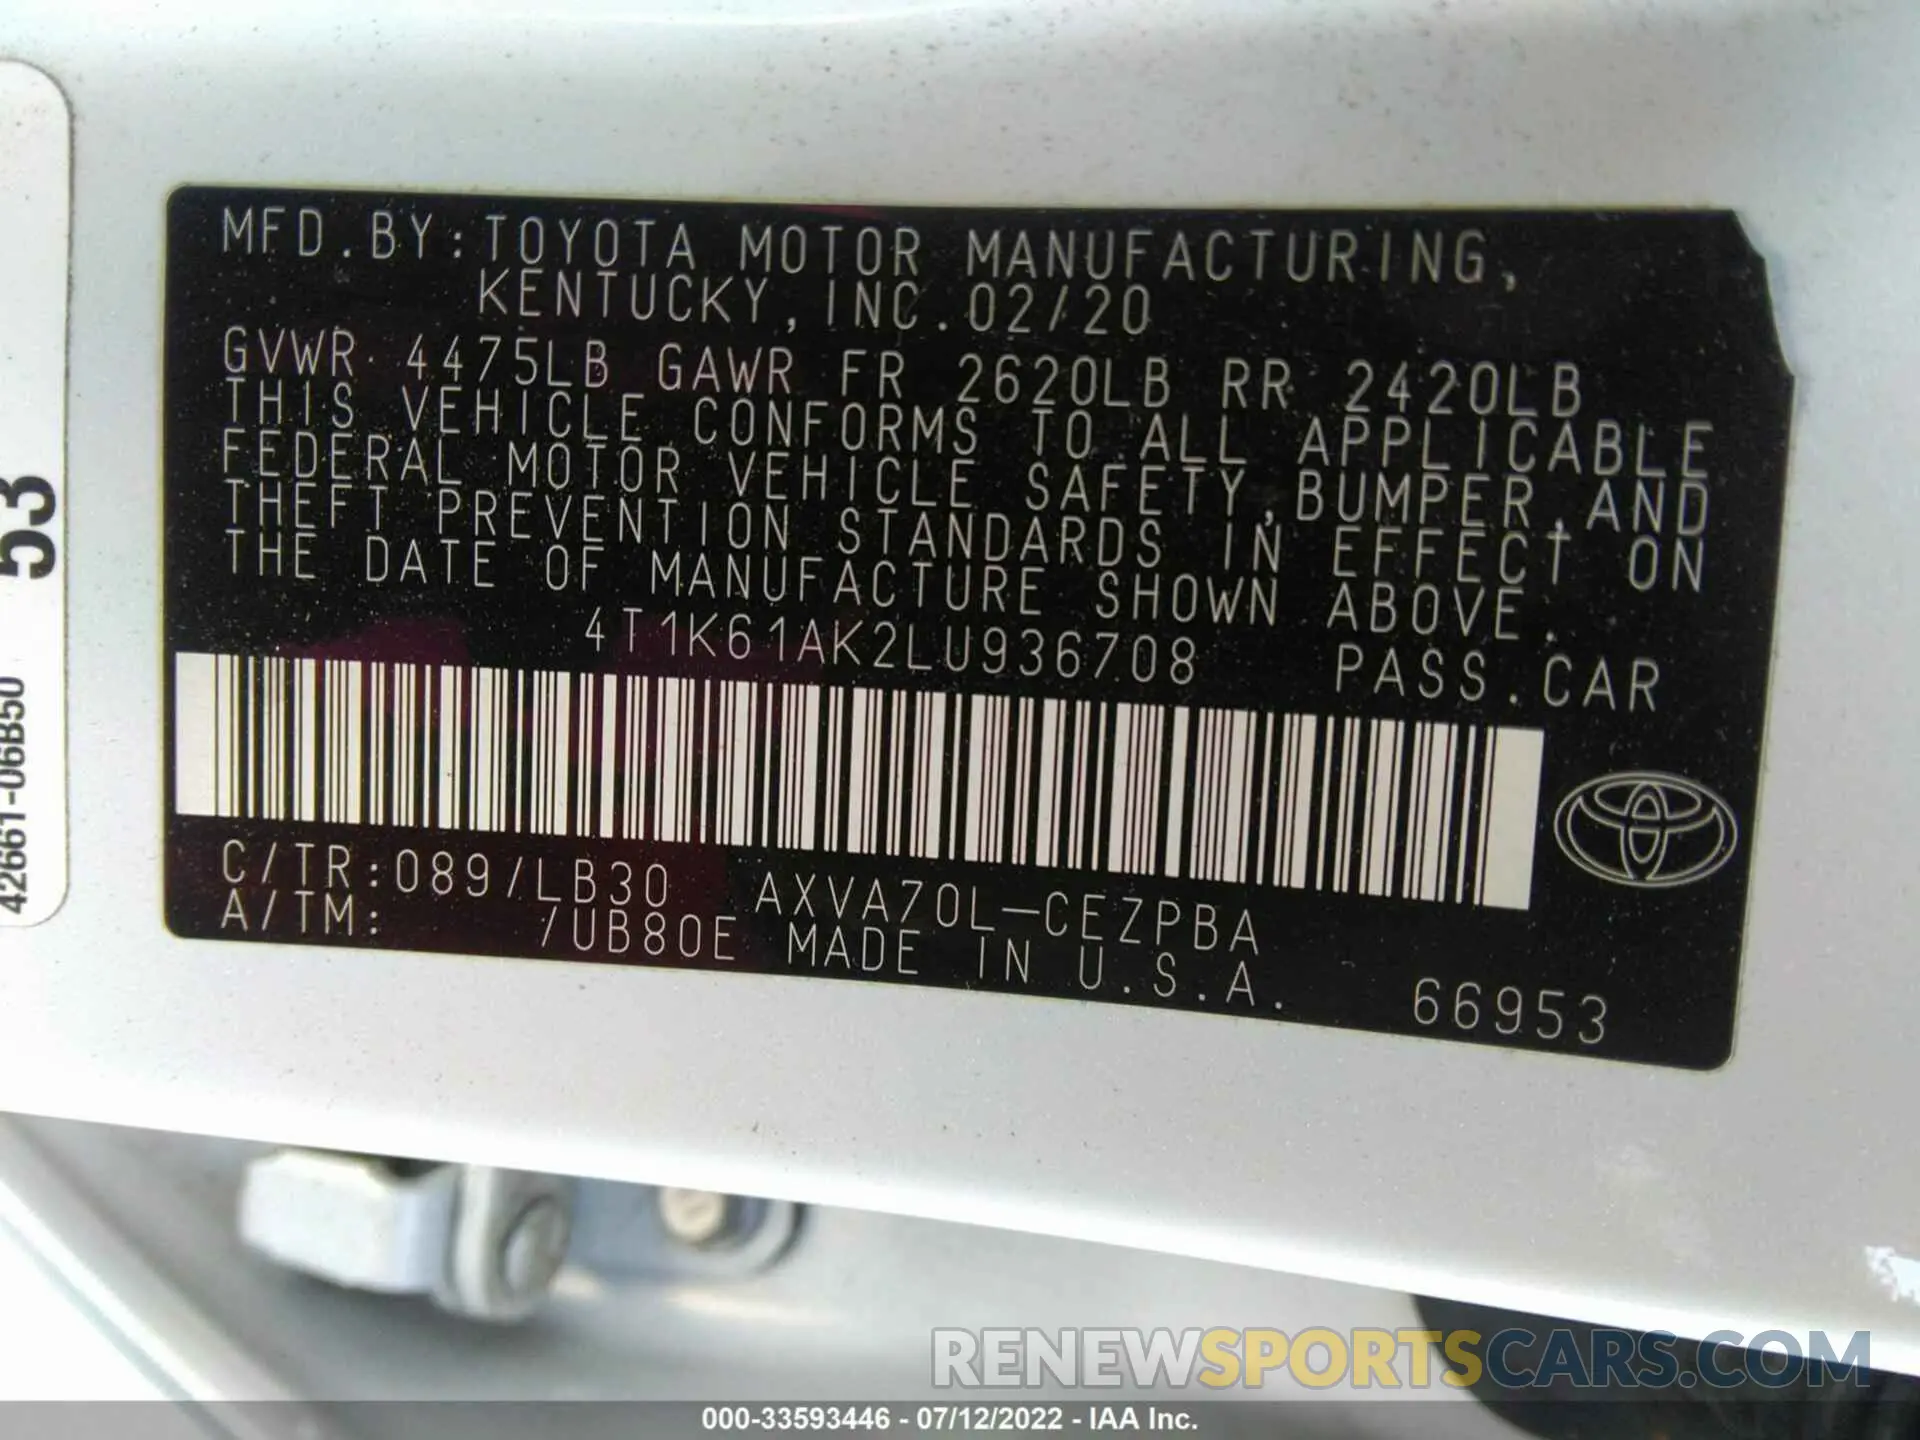 MFD.BY:TOYOTA MOTOR MANUFACTURING,
KENTUCKY, INC.02/20
GVWR 4475LB GAWR FR 2620LB RR 2420LB
THIS VEHICLE CONFORMS TO ALL APPLICABLE
FEDERAL MOTOR VEHICLE SAFETY,BUMPER,AND
THEFT PREVENTION STANDARDS IN EFFECT ON
THE DATE OF MANUFACTURE SHOWN ABOVE.
4T1K61AK2LU936708 PASS.CAR
C/TR:089/LB30 AXVA70L-CEZPBA
A/TM: /UB80E MADE IN U.S.A.
66953
53
42661-06B50
RENEWSPORTSCARS.COM
000-33593446 - 07/12/2022 - IAA Inc.